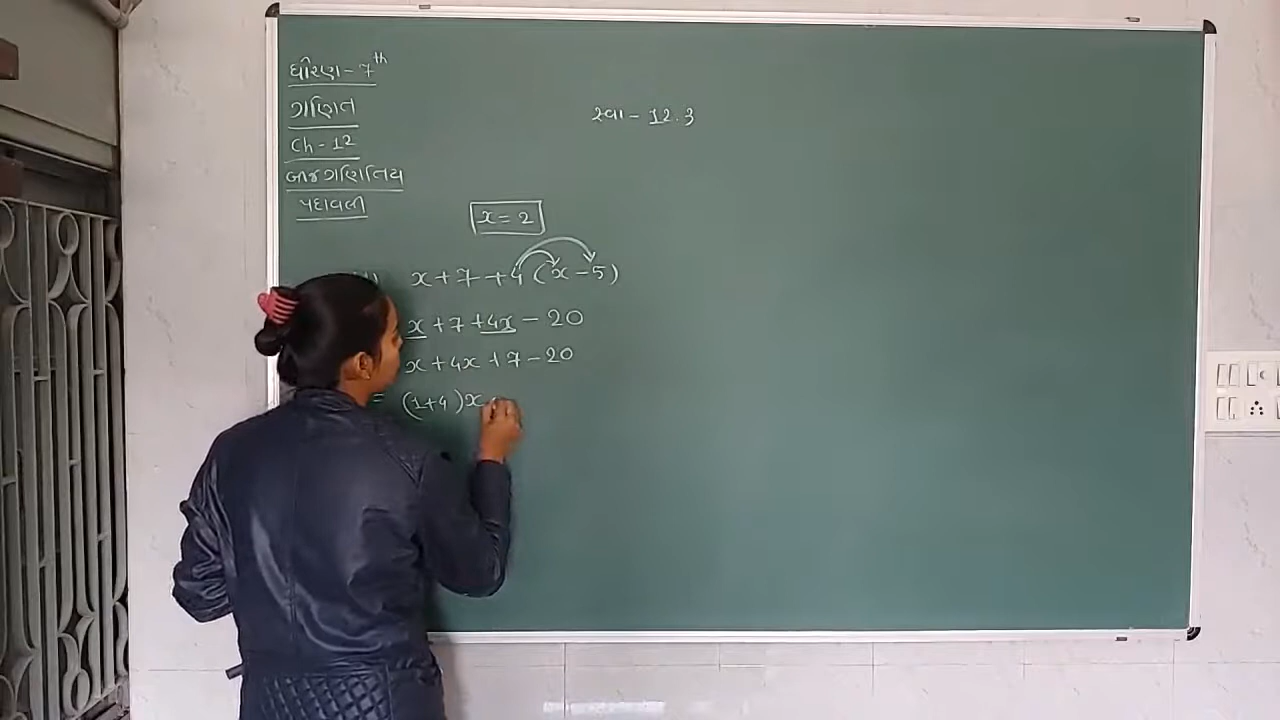 ધોરણ - 7th
ગણિત
Ch - 12
બીજગણિતિય
પદાવલી
સ્વા - 12.3
x = 2
x + 7 + 4 (x - 5)
x + 7 + 4x - 20
x + 4x + 7 - 20
= (1+4)x